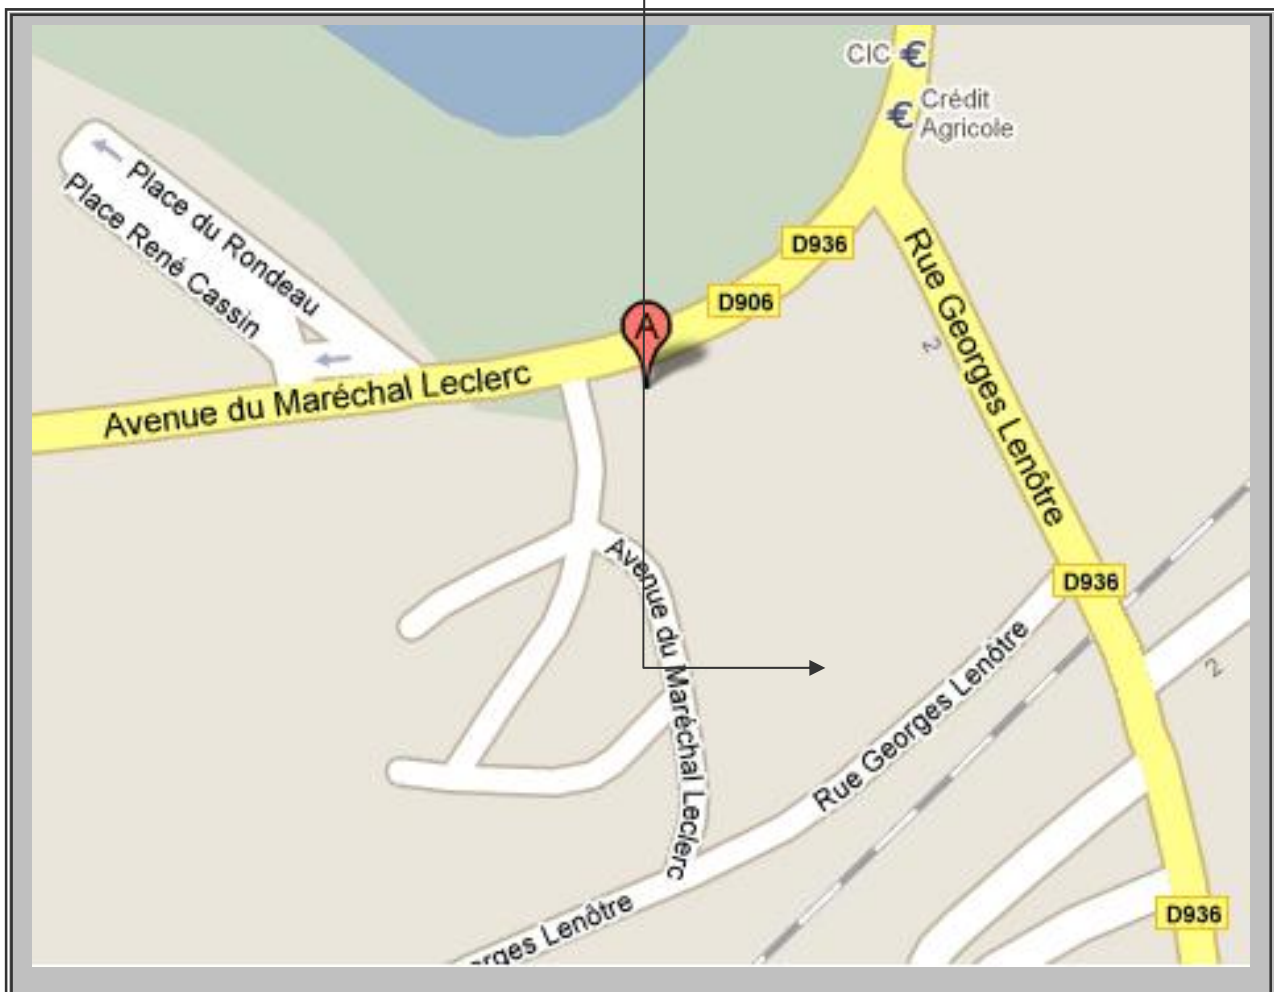 CIC €
€ Crédit
Agricole
Place du Rondeau
Place René Cassin
D936
D906
A
Rue Georges Lenôtre
2
Avenue du Maréchal Leclerc
Avenue du Maréchal Leclerc
D936
Rue Georges Lenôtre
2
orges Lenôtre
D936